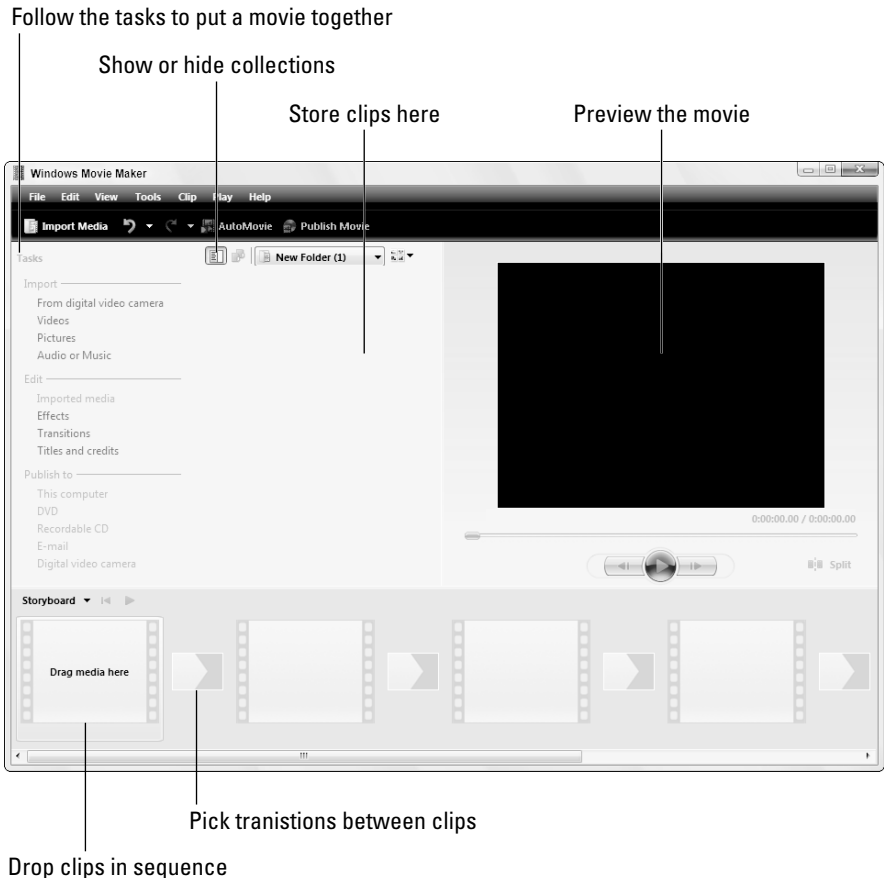 Follow the tasks to put a movie together
Show or hide collections
Store clips here
Preview the movie
Windows Movie Maker
File Edit View Tools Clip Play Help
Import Media AutoMovie Publish Movie
Tasks
New Folder (1)
Import
From digital video camera
Videos
Pictures
Audio or Music
Edit
Imported media
Effects
Transitions
Titles and credits
Publish to
This computer
DVD
Recordable CD
E-mail
Digital video camera
0:00:00.00 / 0:00:00.00
Split
Storyboard
Drag media here
Pick tranistions between clips
Drop clips in sequence